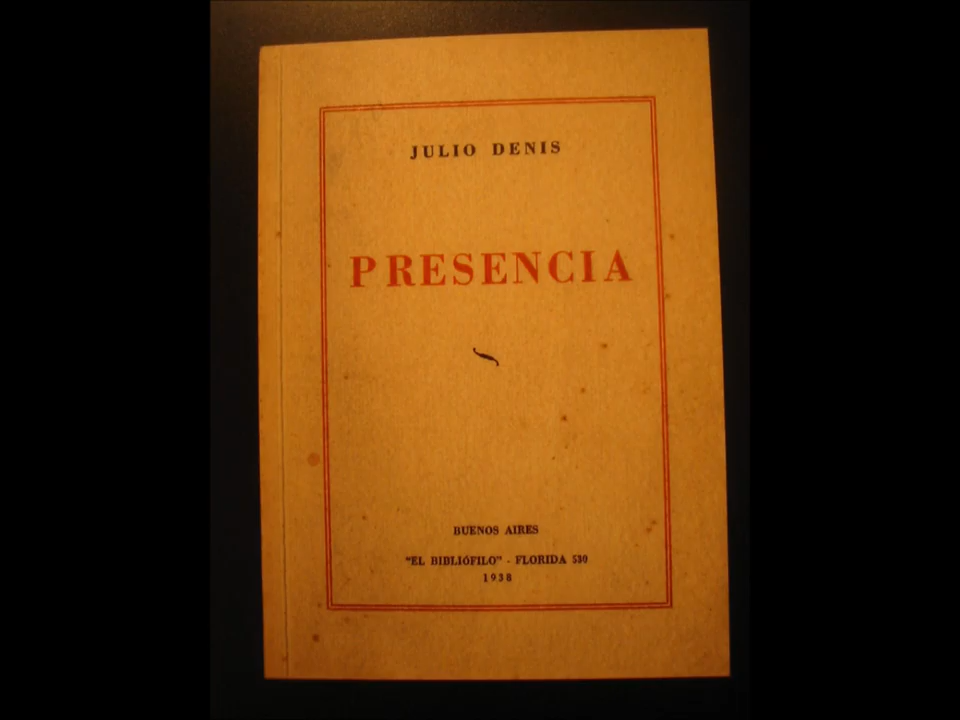 JULIO DENIS
PRESENCIA
BUENOS AIRES
"EL BIBLIÓFILO" - FLORIDA 530
1938